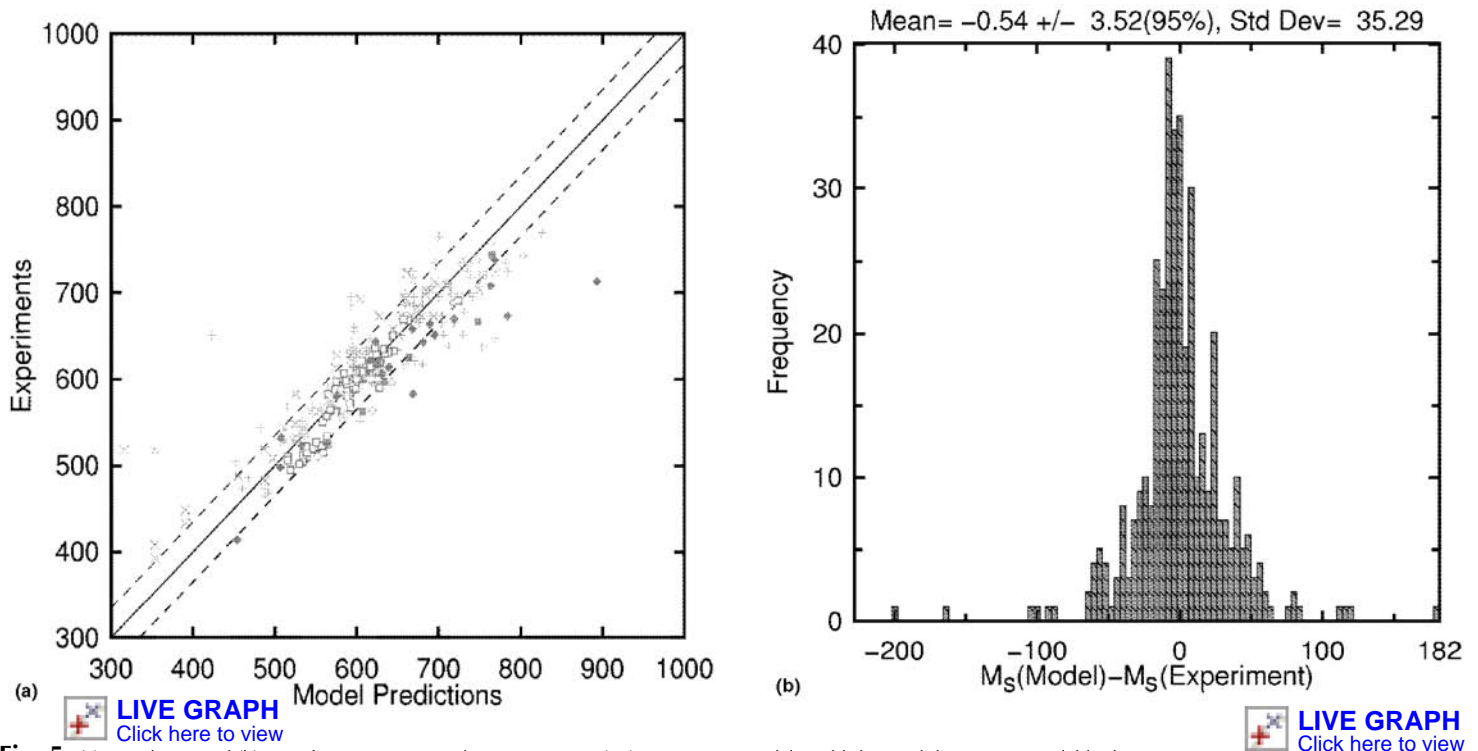 1000
900
800
700
600
500
400
300
Experiments
300 400 500 600 700 800 900 1000
Model Predictions
(a)
LIVE GRAPH
Click here to view
Mean= −0.54 +/− 3.52(95%), Std Dev= 35.29
40
30
20
10
0
Frequency
−200 −100 0 100 182
MS(Model)−MS(Experiment)
(b)
LIVE GRAPH
Click here to view